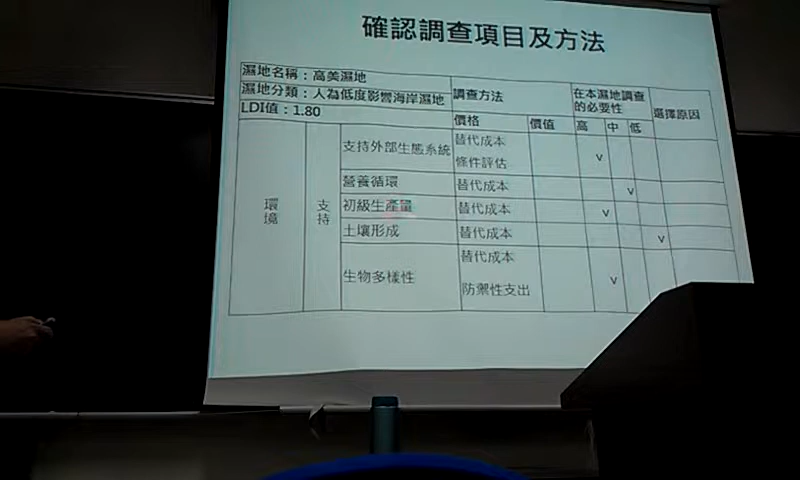 確認調查項目及方法
濕地名稱：高美濕地
濕地分類：人為低度影響海岸濕地
LDI值：1.80
調查方法
在本濕地調查
的必要性
選擇原因
價格 價值 高 中 低
環境
支持
支持外部生態系統 替代成本
條件評估 v
營養循環 替代成本 v
初級生產量 替代成本 v
土壤形成 替代成本 v
生物多樣性 替代成本
防禦性支出 v